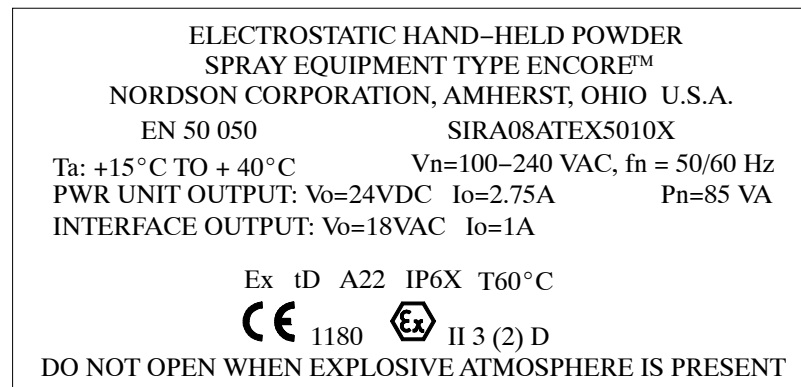 ELECTROSTATIC HAND–HELD POWDER
SPRAY EQUIPMENT TYPE ENCORE™
NORDSON CORPORATION, AMHERST, OHIO U.S.A.
EN 50 050 SIRA08ATEX5010X
Ta: +15°C TO + 40°C Vn=100–240 VAC, fn = 50/60 Hz
PWR UNIT OUTPUT: Vo=24VDC Io=2.75A Pn=85 VA
INTERFACE OUTPUT: Vo=18VAC Io=1A
Ex tD A22 IP6X T60°C
CE 1180 Ex II 3 (2) D
DO NOT OPEN WHEN EXPLOSIVE ATMOSPHERE IS PRESENT